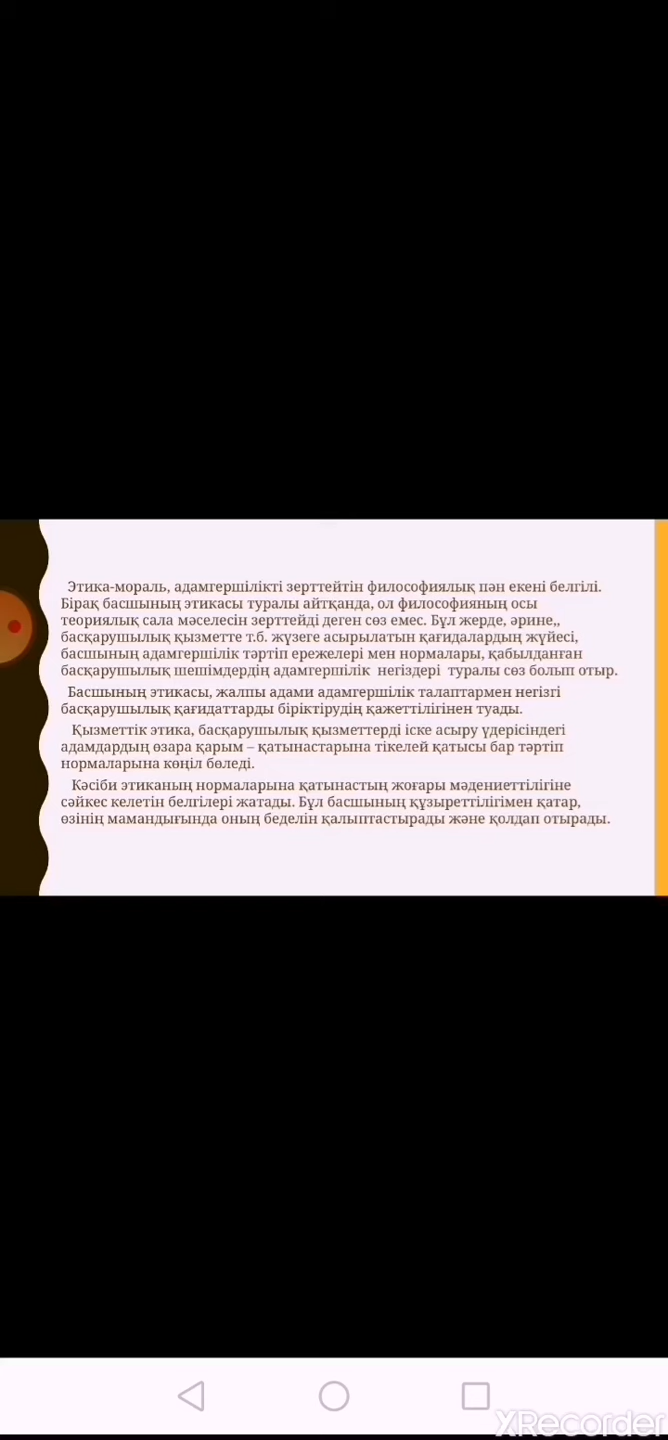 Этика-мораль, адамгершілікті зерттейтін философиялық пән екені белгілі.
Бірақ басшының этикасы туралы айтқанда, ол философияның осы
теориялық сала мәселесін зерттейді деген сөз емес. Бұл жерде, әрине,,
басқарушылық қызметте т.б. жүзеге асырылатын қағидалардың жүйесі,
басшының адамгершілік тәртіп ережелері мен нормалары, қабылданған
басқарушылық шешімдердің адамгершілік негіздері туралы сөз болып отыр.
Басшының этикасы, жалпы адами адамгершілік талаптармен негізгі
басқарушылық қағидаттарды біріктірудің қажеттілігінен туады.
Қызметтік этика, басқарушылық қызметтерді іске асыру үдерісіндегі
адамдардың өзара қарым – қатынастарына тікелей қатысы бар тәртіп
нормаларына көңіл бөледі.
Кәсіби этиканың нормаларына қатынастың жоғары мәдениеттілігіне
сәйкес келетін белгілері жатады. Бұл басшының құзыреттілігімен қатар,
өзінің мамандығында оның беделін қалыптастырады және қолдап отырады.
XRecorder